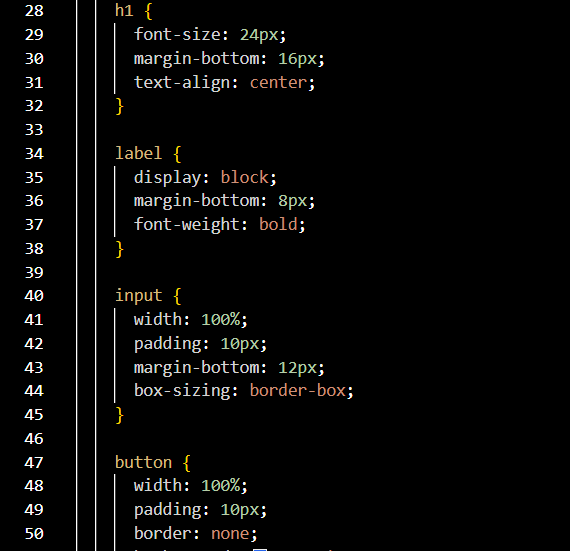 28 h1 {
29 font-size: 24px;
30 margin-bottom: 16px;
31 text-align: center;
32 }
33
34 label {
35 display: block;
36 margin-bottom: 8px;
37 font-weight: bold;
38 }
39
40 input {
41 width: 100%;
42 padding: 10px;
43 margin-bottom: 12px;
44 box-sizing: border-box;
45 }
46
47 button {
48 width: 100%;
49 padding: 10px;
50 border: none;